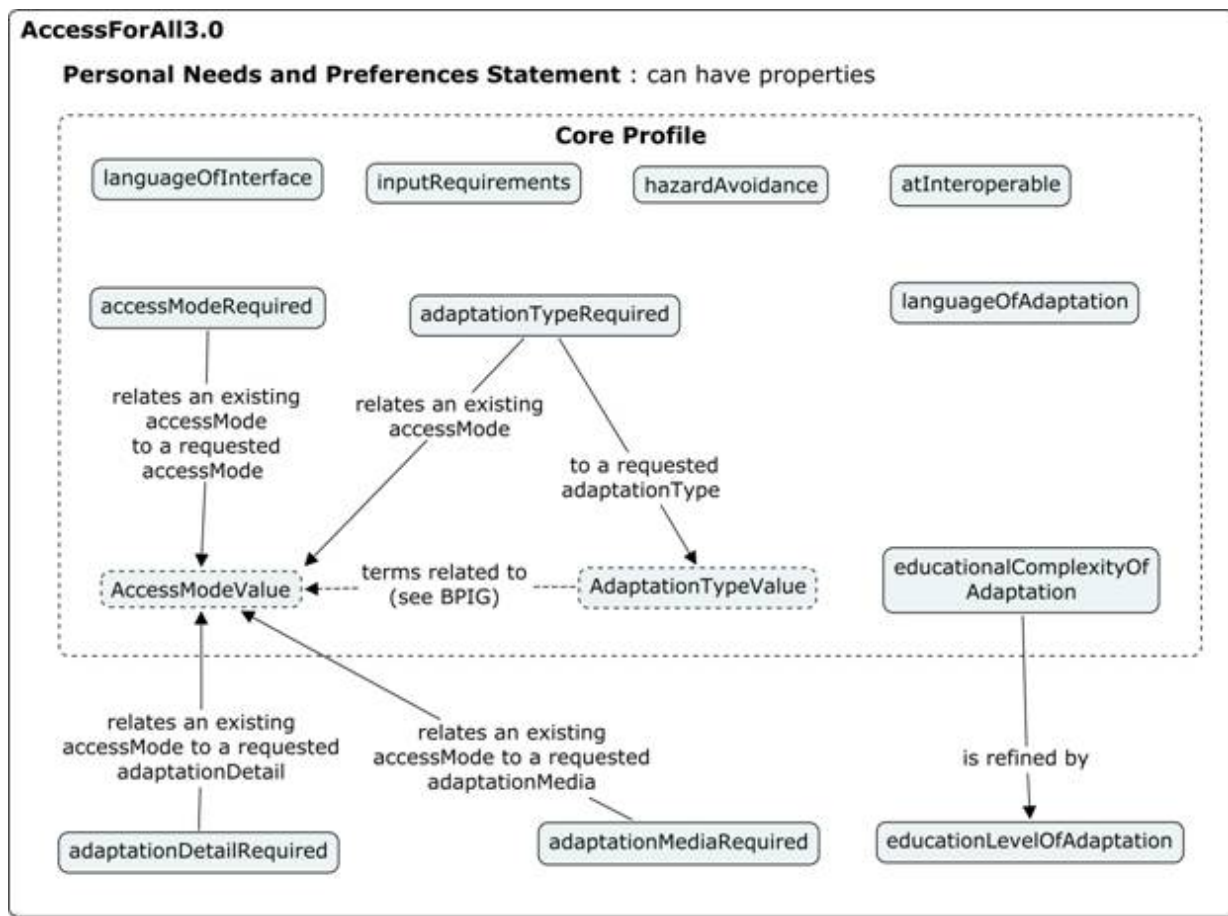 AccessForAll3.0
Personal Needs and Preferences Statement : can have properties
Core Profile
languageOfInterface
inputRequirements
hazardAvoidance
atInteroperable
accessModeRequired
adaptationTypeRequired
languageOfAdaptation
relates an existing
accessMode
to a requested
accessMode
relates an existing
accessMode
to a requested
adaptationType
AccessModeValue
terms related to
(see BPIG)
AdaptationTypeValue
educationalComplexityOf
Adaptation
relates an existing
accessMode to a requested
adaptationDetail
relates an existing
accessMode to a requested
adaptationMedia
is refined by
adaptationDetailRequired
adaptationMediaRequired
educationLevelOfAdaptation